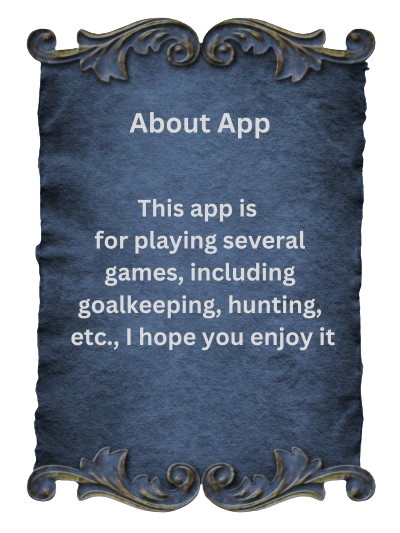 About App
This app is
for playing several
games, including
goalkeeping, hunting,
etc., I hope you enjoy it